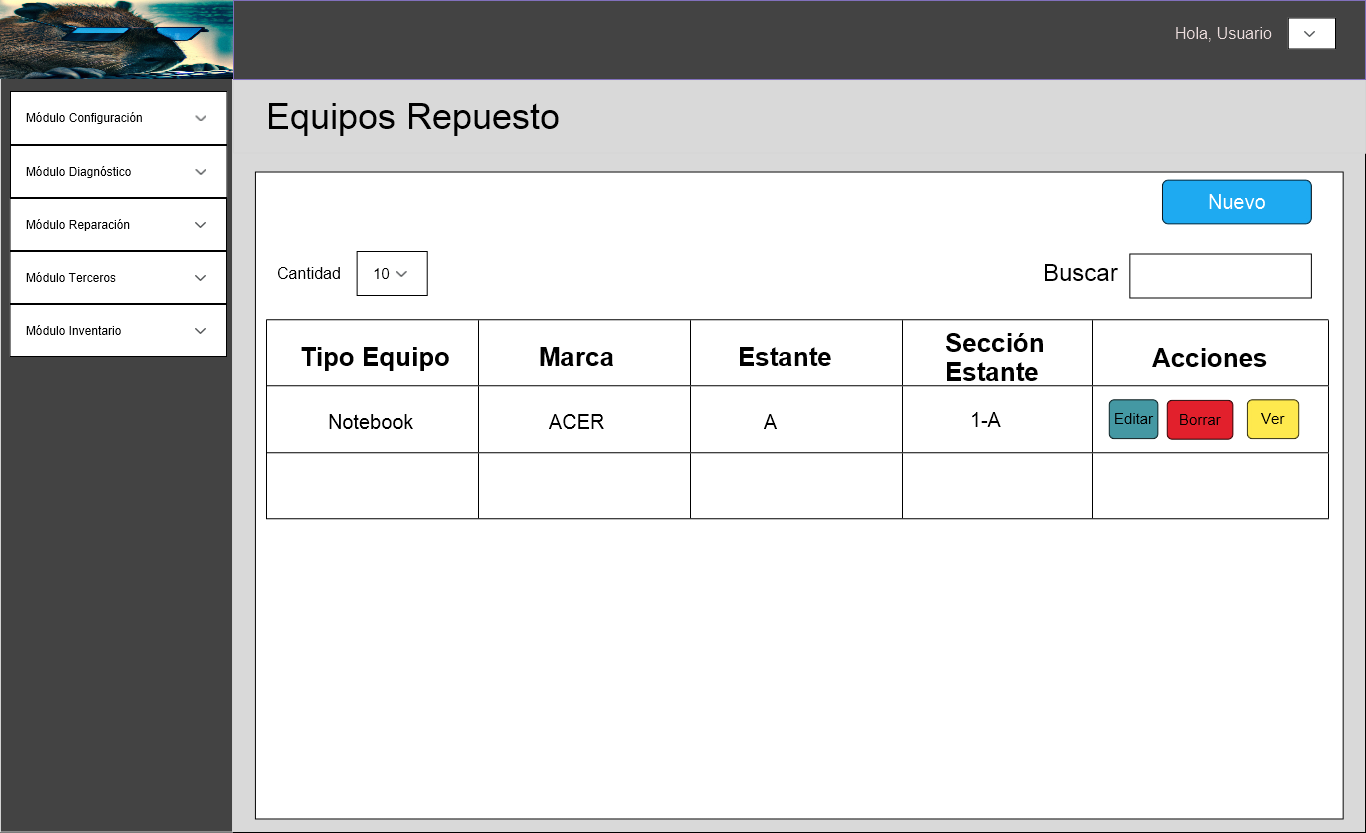 Hola, Usuario
Módulo Configuración
Módulo Diagnóstico
Módulo Reparación
Módulo Terceros
Módulo Inventario
Equipos Repuesto
Nuevo
Cantidad 10
Buscar
Tipo Equipo Marca Estante Sección Estante Acciones
Notebook ACER A 1-A Editar Borrar Ver